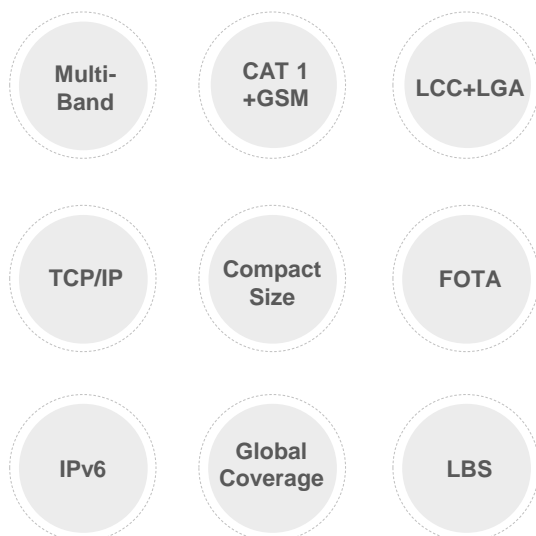 Multi-
Band
CAT 1
+GSM
LCC+LGA
TCP/IP
Compact
Size
FOTA
IPv6
Global
Coverage
LBS